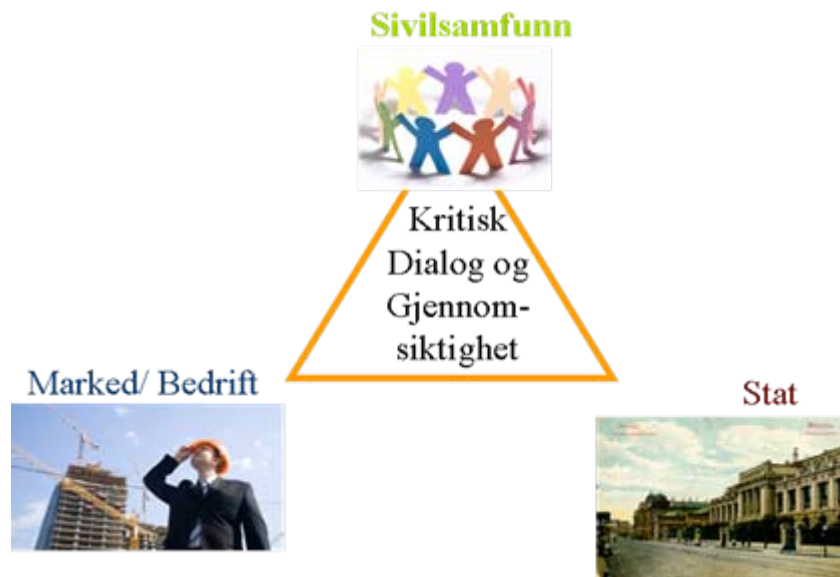 Sivilsamfunn
Kritisk
Dialog og
Gjennom-
siktighet
Marked/ Bedrift
Stat